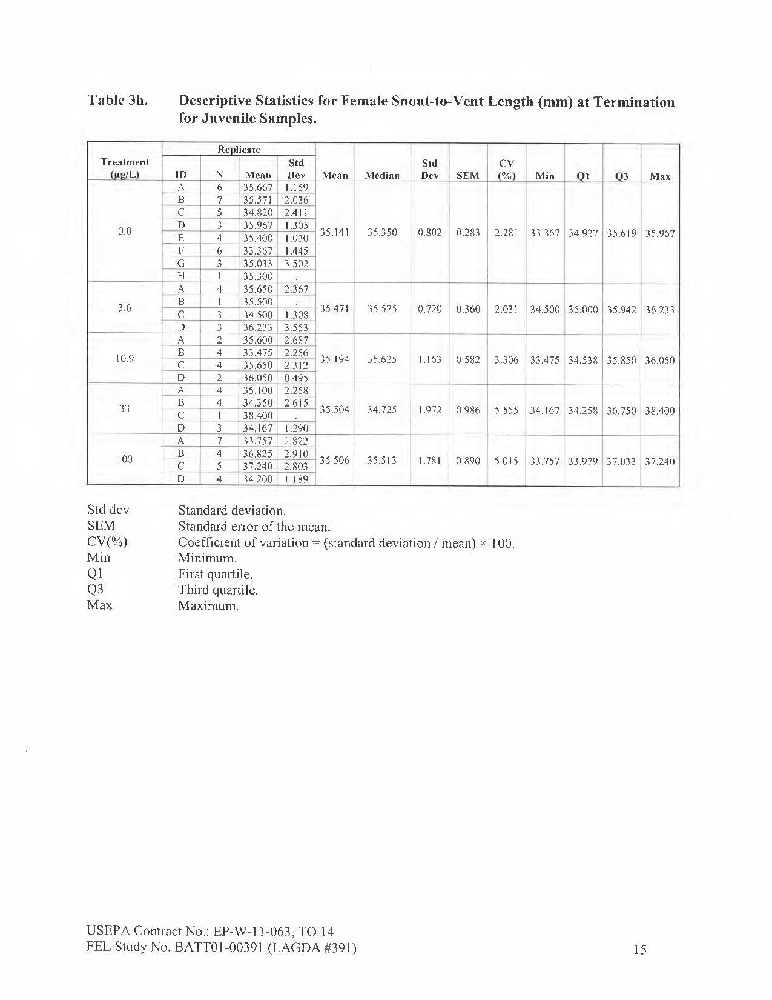 Table 3h. Descriptive Statistics for Female Snout-to-Vent Length (mm) at Termination
for Juvenile Samples.
Replicate
Treatment Std Std CV
(µg/L) ID N Mean Dev Mean Median Dev SEM (%) Min Q1 Q3 Max
A 6 35.667 1.159
B 7 35.571 2.036
C 5 34.820 2.411
D 3 35.967 1.305
0.0 35.141 35.350 0.802 0.283 2.281 33.367 34.927 35.619 35.967
E 4 35.400 1.030
F 6 33.367 1.445
G 3 35.033 3.502
H 1 35.300 .
A 4 35.650 2.367
B 1 35.500 .
3.6 35.471 35.575 0.720 0.360 2.031 34.500 35.000 35.942 36.233
C 3 34.500 1.308
D 3 36.233 3.553
A 2 35.600 2.687
B 4 33.475 2.256
10.9 35.194 35.625 1.163 0.582 3.306 33.475 34.538 35.850 36.050
C 4 35.650 2.312
D 2 36.050 0.495
A 4 35.100 2.258
B 4 34.350 2.615
33 35.504 34.725 1.972 0.986 5.555 34.167 34.258 36.750 38.400
C 1 38.400 .
D 3 34.167 1.290
A 7 33.757 2.822
B 4 36.825 2.910
100 35.506 35.513 1.781 0.890 5.015 33.757 33.979 37.033 37.240
C 5 37.240 2.803
D 4 34.200 1.189
Std dev Standard deviation.
SEM Standard error of the mean.
CV(%) Coefficient of variation = (standard deviation / mean) × 100.
Min Minimum.
Q1 First quartile.
Q3 Third quartile.
Max Maximum.
USEPA Contract No.: EP-W-11-063, TO 14
FEL Study No. BATT01-00391 (LAGDA #391) 15